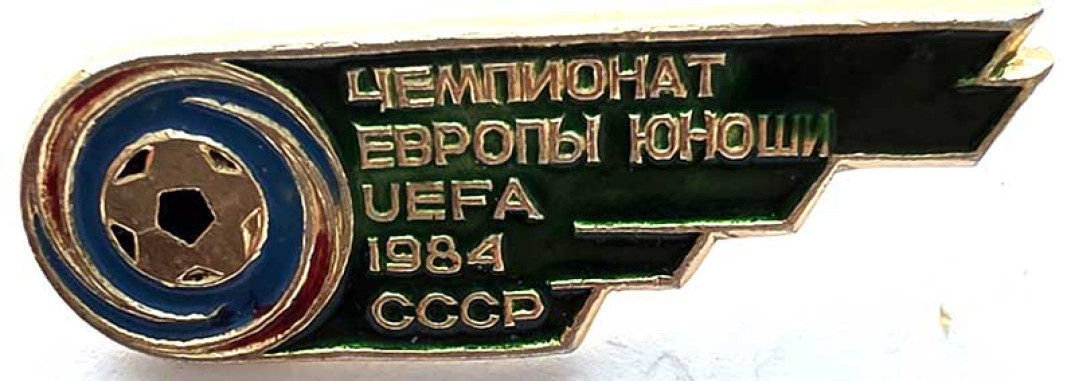 ЧЕМПИОНАТ
ЕВРОПЫ ЮНОШИ
UEFA
1984
СССР